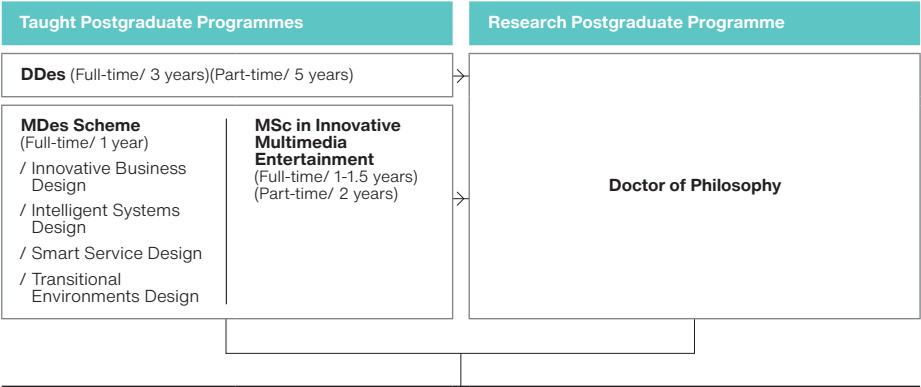 Taught Postgraduate Programmes
Research Postgraduate Programme
DDes (Full-time/ 3 years)(Part-time/ 5 years)
MDes Scheme
(Full-time/ 1 year)
/ Innovative Business
Design
/ Intelligent Systems
Design
/ Smart Service Design
/ Transitional
Environments Design
MSc in Innovative
Multimedia
Entertainment
(Full-time/ 1-1.5 years)
(Part-time/ 2 years)
Doctor of Philosophy